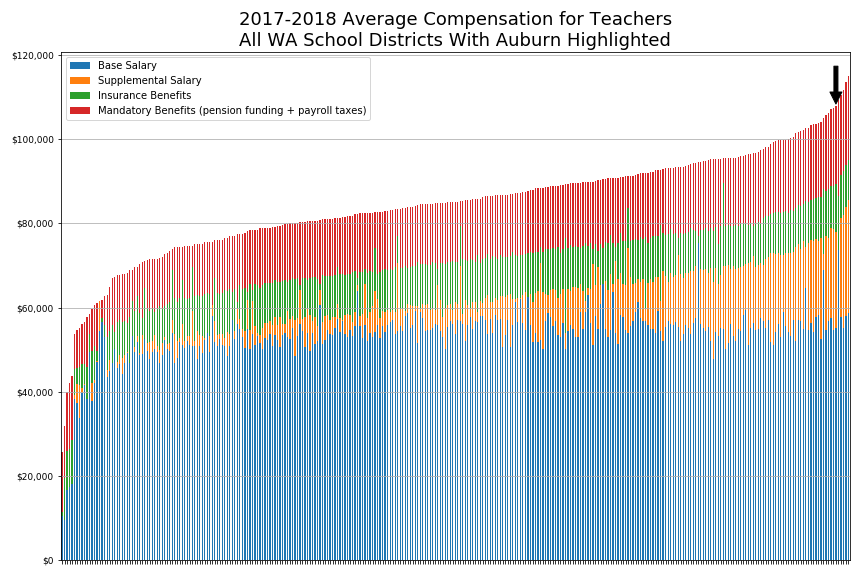 2017-2018 Average Compensation for Teachers
All WA School Districts With Auburn Highlighted
$120,000
Base Salary
Supplemental Salary
Insurance Benefits
Mandatory Benefits (pension funding + payroll taxes)
$100,000
$80,000
$60,000
$40,000
$20,000
$0